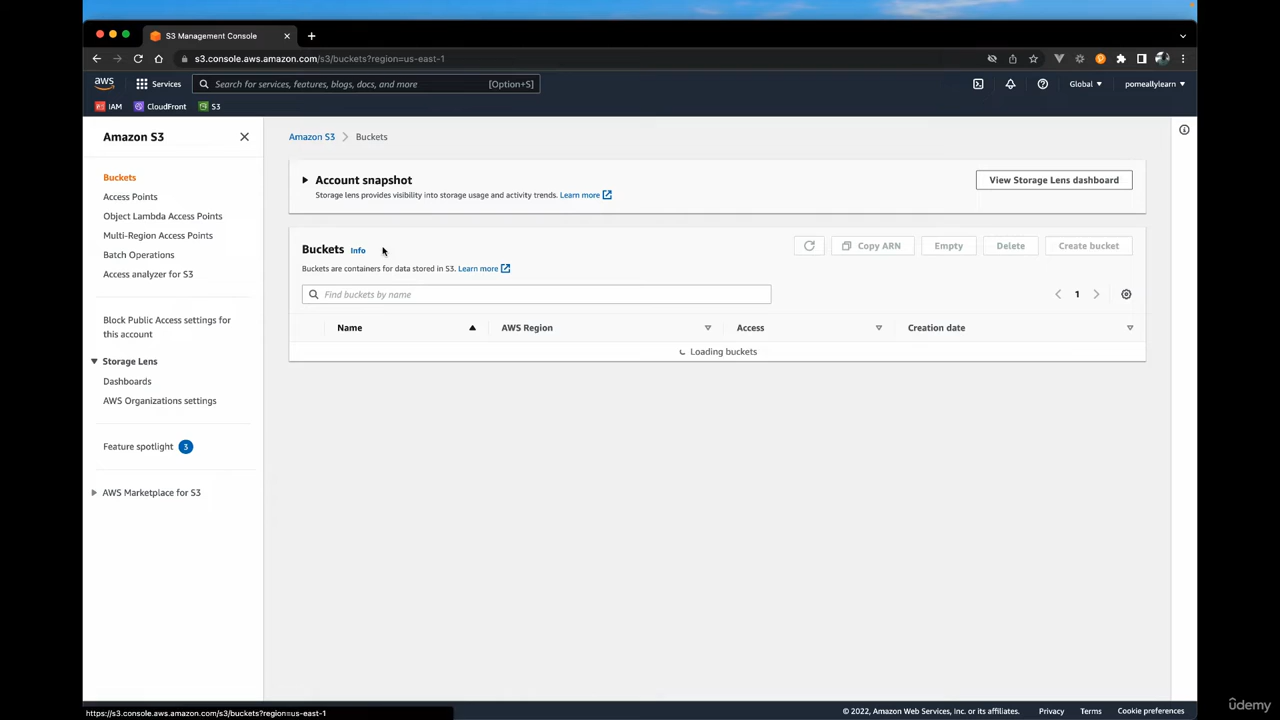 S3 Management Console
s3.console.aws.amazon.com/s3/buckets?region=us-east-1
aws
Services
Search for services, features, blogs, docs, and more
[Option+S]
Global
pomeallylearn
IAM
CloudFront
S3
Amazon S3
Buckets
Access Points
Object Lambda Access Points
Multi-Region Access Points
Batch Operations
Access analyzer for S3
Block Public Access settings for
this account
Storage Lens
Dashboards
AWS Organizations settings
Feature spotlight 3
AWS Marketplace for S3
Amazon S3 > Buckets
Account snapshot
Storage lens provides visibility into storage usage and activity trends. Learn more
View Storage Lens dashboard
Buckets Info
Buckets are containers for data stored in S3. Learn more
Copy ARN
Empty
Delete
Create bucket
Find buckets by name
1
Name
AWS Region
Access
Creation date
Loading buckets
https://s3.console.aws.amazon.com/s3/buckets?region=us-east-1
© 2022, Amazon Web Services, Inc. or its affiliates.
Privacy
Terms
Cookie preferences
udemy